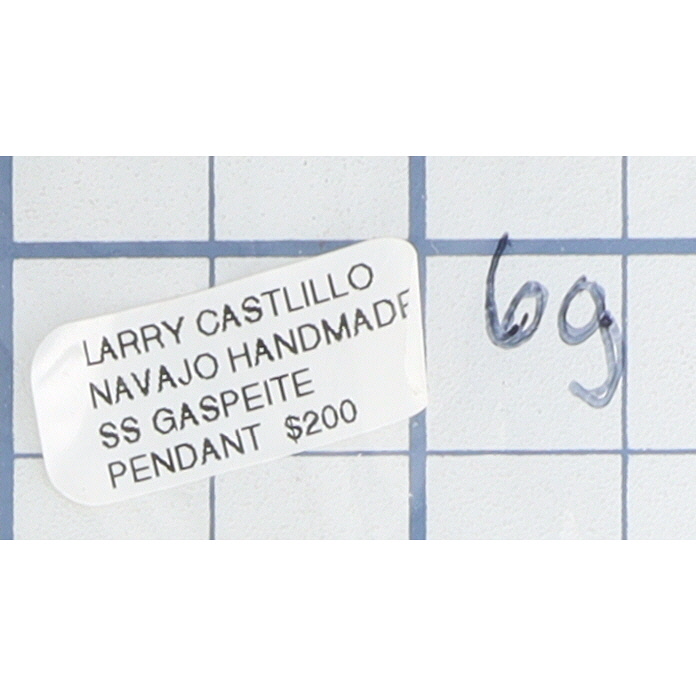 LARRY CASTLILLO
NAVAJO HANDMADE
SS GASPEITE
PENDANT $200
6g